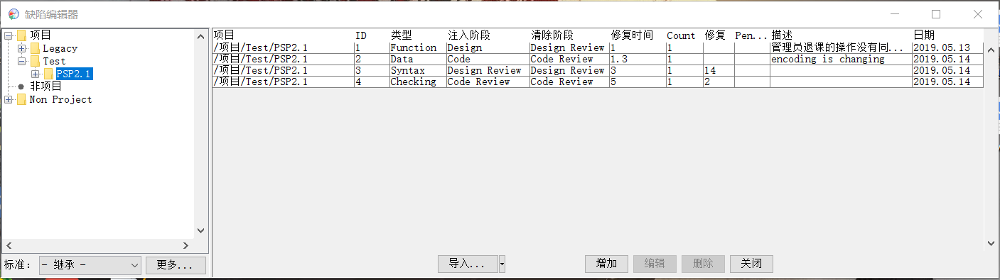 缺陷编辑器
项目
Legacy
Test
PSP2.1
非项目
Non Project
标准： - 继承 - 更多...
项目 ID 类型 注入阶段 清除阶段 修复时间 Count 修复 Pen... 描述 日期
/项目/Test/PSP2.1 1 Function Design Design Review 1 1 管理员退课的操作没有问... 2019.05.13
/项目/Test/PSP2.1 2 Data Code Code Review 1.3 1 encoding is changing 2019.05.14
/项目/Test/PSP2.1 3 Syntax Design Review Design Review 3 1 14 2019.05.14
/项目/Test/PSP2.1 4 Checking Code Review Code Review 5 1 2 2019.05.14
导入... 增加 编辑 删除 关闭